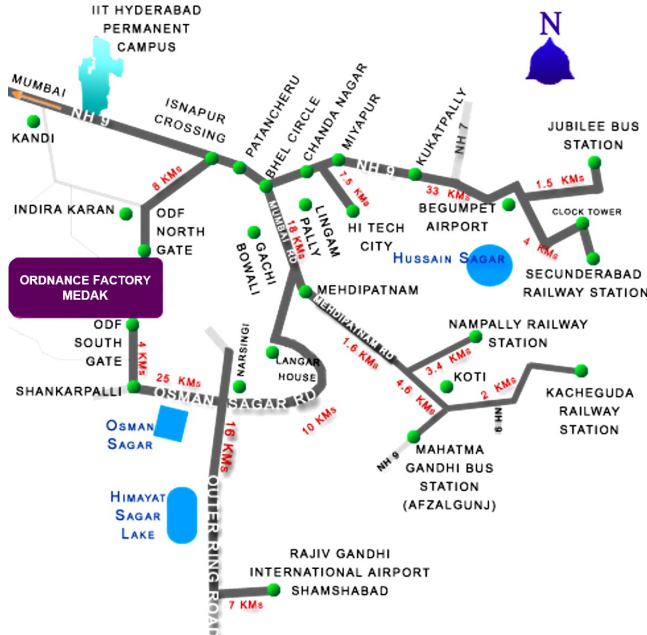 IIT HYDERABAD
PERMANENT
CAMPUS
N
MUMBAI
NH 9
KANDI
ISNAPUR
CROSSING
PATANCHERU
BHEL CIRCLE
CHANDA NAGAR
MIYAPUR
NH 9
KUKATPALLY
NH 7
JUBILEE BUS
STATION
8 KMs
7.5 KMs
33 KMs
1.5 KMs
INDIRA KARAN
ODF
NORTH
GATE
MUMBAI RD
18 KMs
GACHI
BOWALI
LINGAM
PALLY
HI TECH
CITY
BEGUMPET
AIRPORT
CLOCK TOWER
4 KMs
HUSSAIN SAGAR
SECUNDERABAD
RAILWAY STATION
ORDNANCE FACTORY
MEDAK
MEHDIPATNAM
MEHDIPATNAM RD
1.6 KMs
NAMPALLY RAILWAY
STATION
3.4 KMs
ODF
SOUTH
GATE
4 KMs
NARSINGI
LANGAR
HOUSE
KOTI
4.6 KMs
2 KMs
NH 9
KACHEGUDA
RAILWAY
STATION
SHANKARPALLI
25 KMs
OSMAN SAGAR RD
10 KMs
OSMAN
SAGAR
16 KMs
NH 9
MAHATMA
GANDHI BUS
STATION
(AFZALGUNJ)
HIMAYAT
SAGAR
LAKE
OUTER RING ROAD
RAJIV GANDHI
INTERNATIONAL AIRPORT
SHAMSHABAD
7 KMs